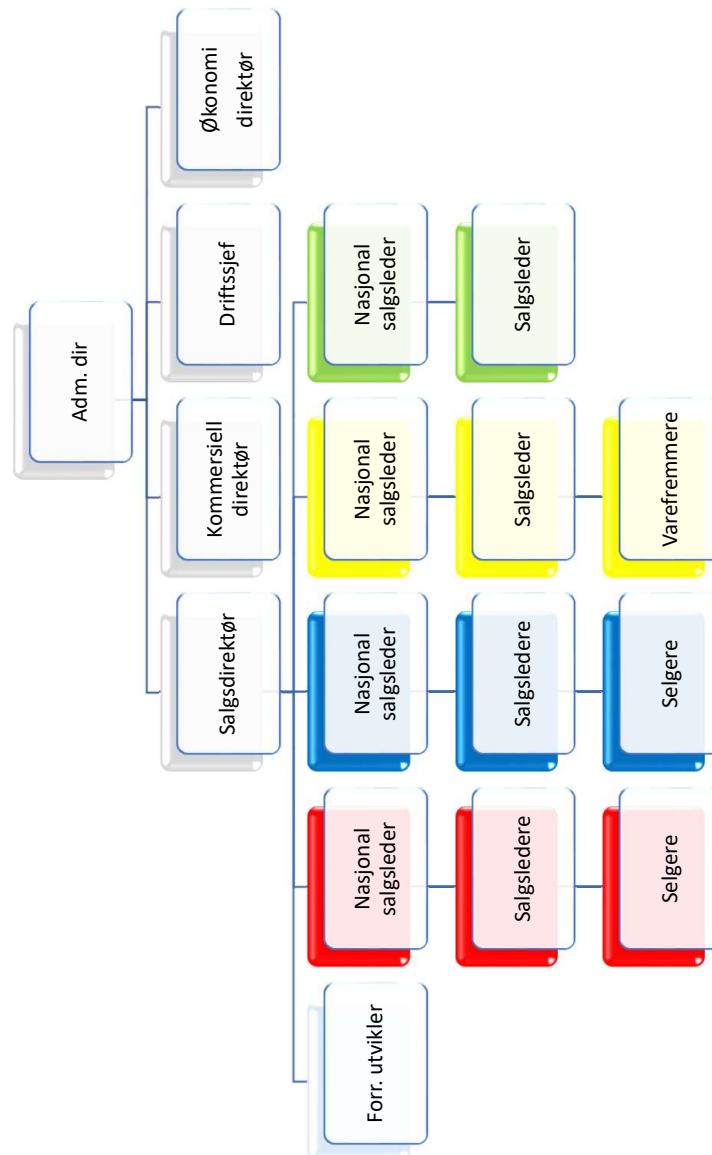 Adm. dir
Salgsdirektør
Kommersiell
direktør
Driftssjef
Økonomi
direktør
Forr. utvikler
Nasjonal
salgsleder
Nasjonal
salgsleder
Nasjonal
salgsleder
Nasjonal
salgsleder
Salgsledere
Salgsledere
Salgsleder
Salgsleder
Selgere
Selgere
Varefremmere